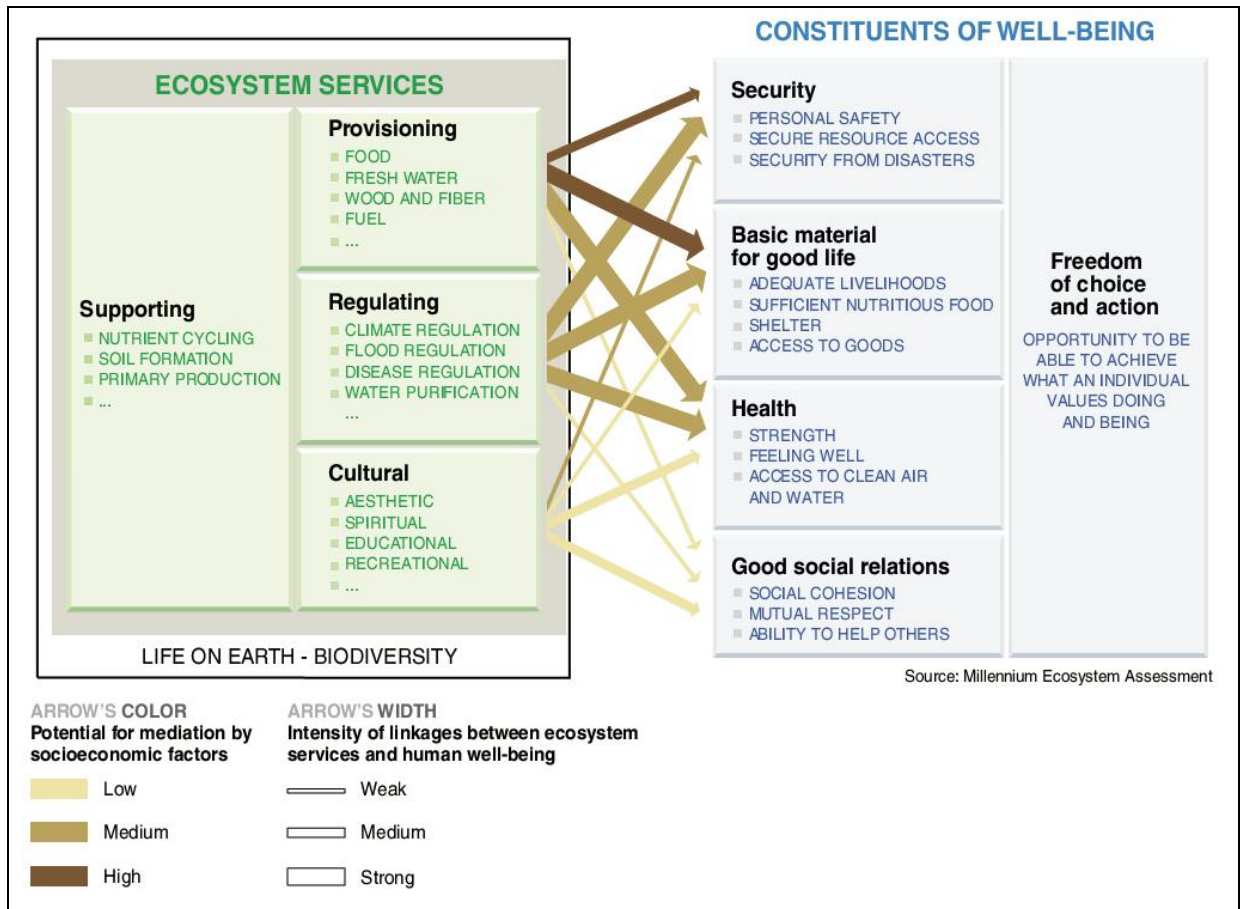 CONSTITUENTS OF WELL-BEING
ECOSYSTEM SERVICES
Provisioning
FOOD
FRESH WATER
WOOD AND FIBER
FUEL
...
Supporting
NUTRIENT CYCLING
SOIL FORMATION
PRIMARY PRODUCTION
...
Regulating
CLIMATE REGULATION
FLOOD REGULATION
DISEASE REGULATION
WATER PURIFICATION
...
Cultural
AESTHETIC
SPIRITUAL
EDUCATIONAL
RECREATIONAL
...
LIFE ON EARTH - BIODIVERSITY
Security
PERSONAL SAFETY
SECURE RESOURCE ACCESS
SECURITY FROM DISASTERS
Basic material
for good life
ADEQUATE LIVELIHOODS
SUFFICIENT NUTRITIOUS FOOD
SHELTER
ACCESS TO GOODS
Health
STRENGTH
FEELING WELL
ACCESS TO CLEAN AIR
AND WATER
Good social relations
SOCIAL COHESION
MUTUAL RESPECT
ABILITY TO HELP OTHERS
Freedom
of choice
and action
OPPORTUNITY TO BE
ABLE TO ACHIEVE
WHAT AN INDIVIDUAL
VALUES DOING
AND BEING
Source: Millennium Ecosystem Assessment
ARROW'S COLOR
Potential for mediation by
socioeconomic factors
Low
Medium
High
ARROW'S WIDTH
Intensity of linkages between ecosystem
services and human well-being
Weak
Medium
Strong